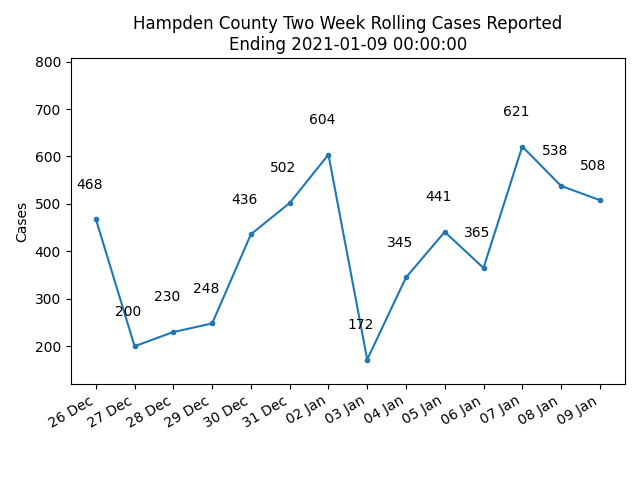 Hampden County Two Week Rolling Cases Reported
Ending 2021-01-09 00:00:00
Cases
800
700
600
500
400
300
200
468
200
230
248
436
502
604
172
345
441
365
621
538
508
26 Dec
27 Dec
28 Dec
29 Dec
30 Dec
31 Dec
02 Jan
03 Jan
04 Jan
05 Jan
06 Jan
07 Jan
08 Jan
09 Jan